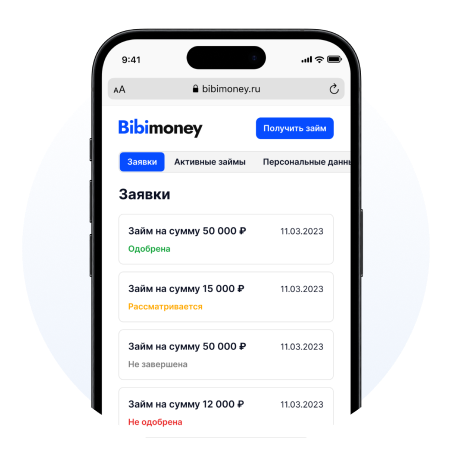 9:41
AA bibimoney.ru
Bibimoney Получить займ
Заявки Активные займы Персональные данн
Заявки
Займ на сумму 50 000 ₽ 11.03.2023
Одобрена
Займ на сумму 15 000 ₽ 11.03.2023
Рассматривается
Займ на сумму 50 000 ₽ 11.03.2023
Не завершена
Займ на сумму 12 000 ₽ 11.03.2023
Не одобрена